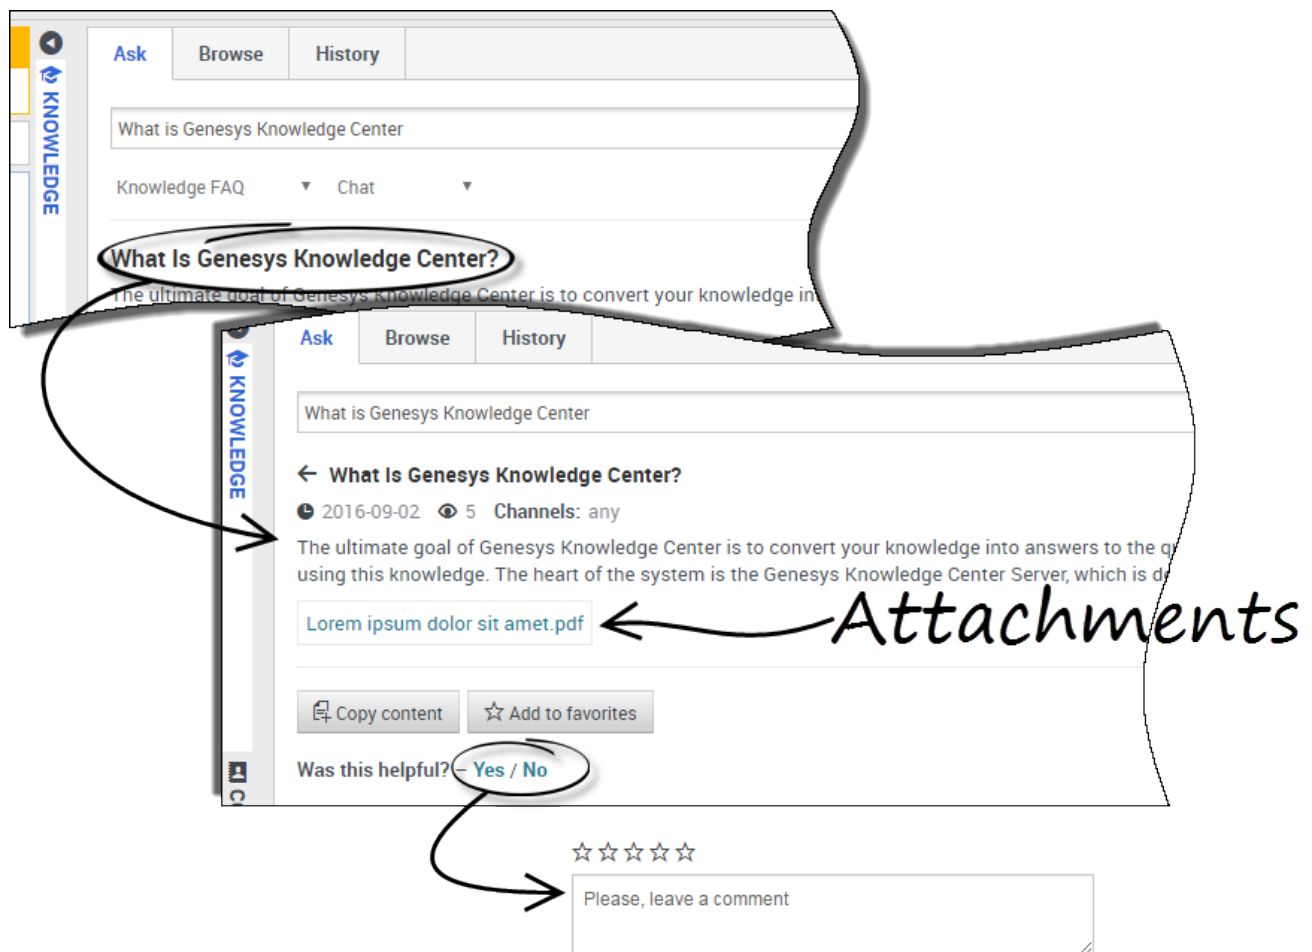 KNOWLEDGE
Ask Browse History
What is Genesys Knowledge Center
Knowledge FAQ ▼ Chat ▼
What Is Genesys Knowledge Center?
The ultimate goal of Genesys Knowledge Center is to convert your knowledge in
KNOWLEDGE
Ask Browse History
What is Genesys Knowledge Center
← What Is Genesys Knowledge Center?
2016-09-02 5 Channels: any
The ultimate goal of Genesys Knowledge Center is to convert your knowledge into answers to the
using this knowledge. The heart of the system is the Genesys Knowledge Center Server, which is
Lorem ipsum dolor sit amet.pdf
Attachments
Copy content Add to favorites
Was this helpful? – Yes / No
Please, leave a comment